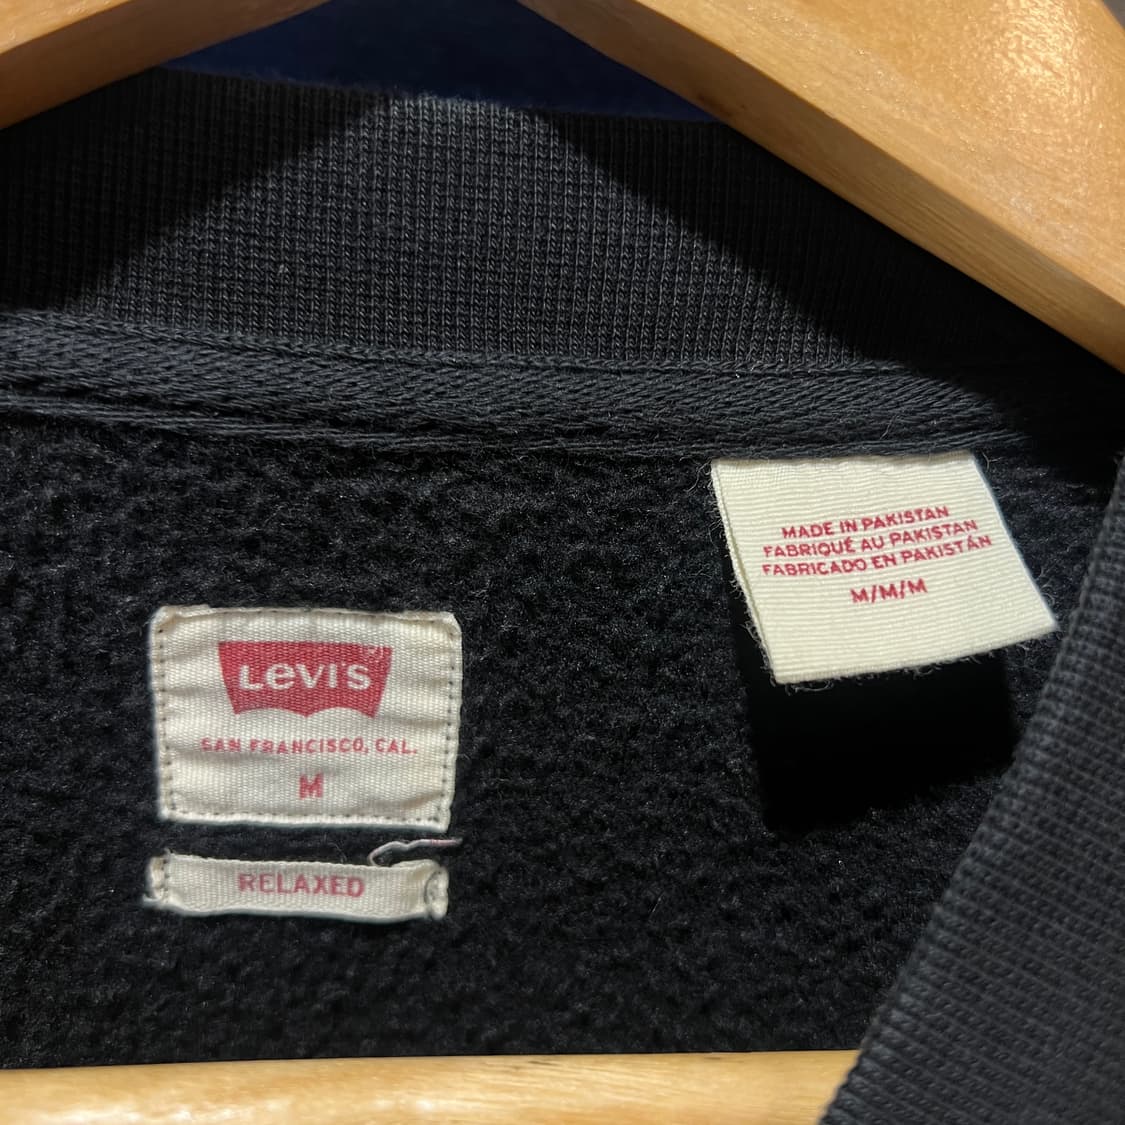 Levi's
SAN FRANCISCO, CAL.
M
RELAXED
MADE IN PAKISTAN
FABRIQUÉ AU PAKISTAN
FABRICADO EN PAKISTÁN
M/M/M